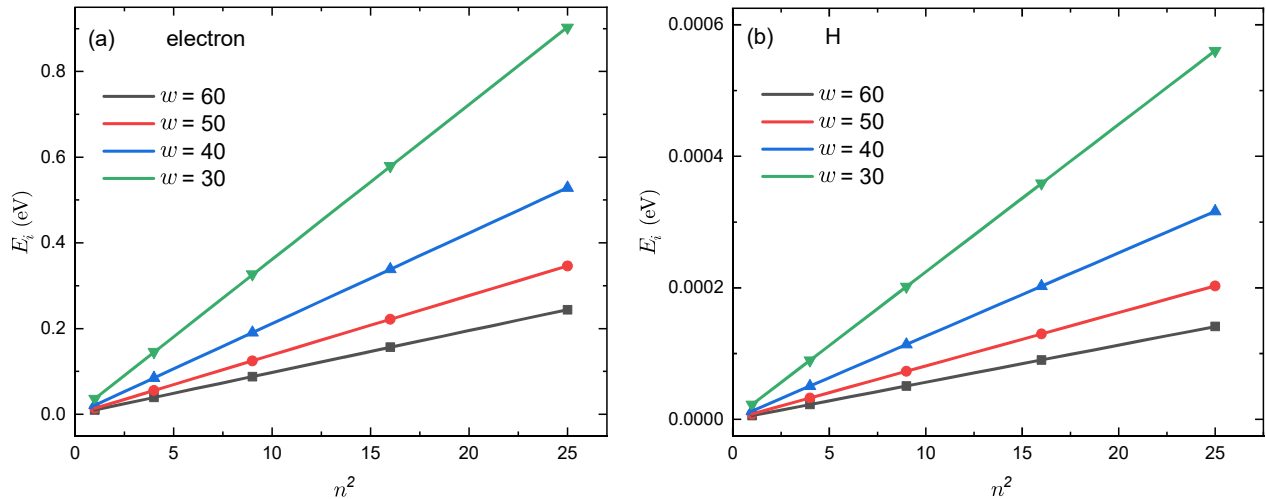 (a) electron
w = 60
w = 50
w = 40
w = 30
0.8
0.6
0.4
0.2
0.0
E_i (eV)
0 5 10 15 20 25
n²
(b) H
w = 60
w = 50
w = 40
w = 30
0.0006
0.0004
0.0002
0.0000
E_i (eV)
0 5 10 15 20 25
n²